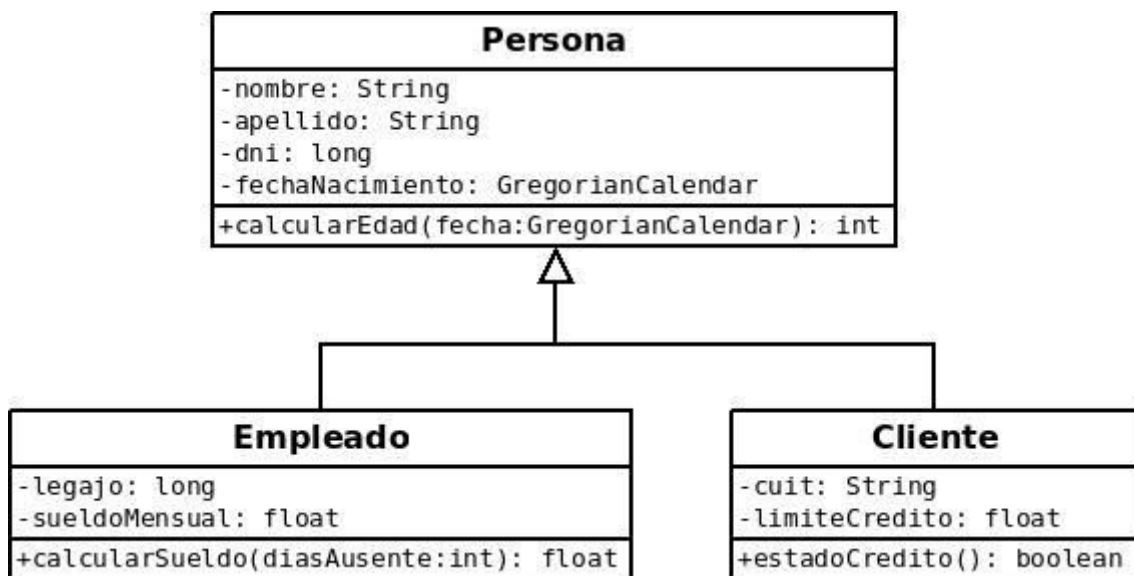 Persona
-nombre: String
-apellido: String
-dni: long
-fechaNacimiento: GregorianCalendar
+calcularEdad(fecha:GregorianCalendar): int
Empleado
-legajo: long
-sueldoMensual: float
+calcularSueldo(diasAusente:int): float
Cliente
-cuit: String
-limiteCredito: float
+estadoCredito(): boolean